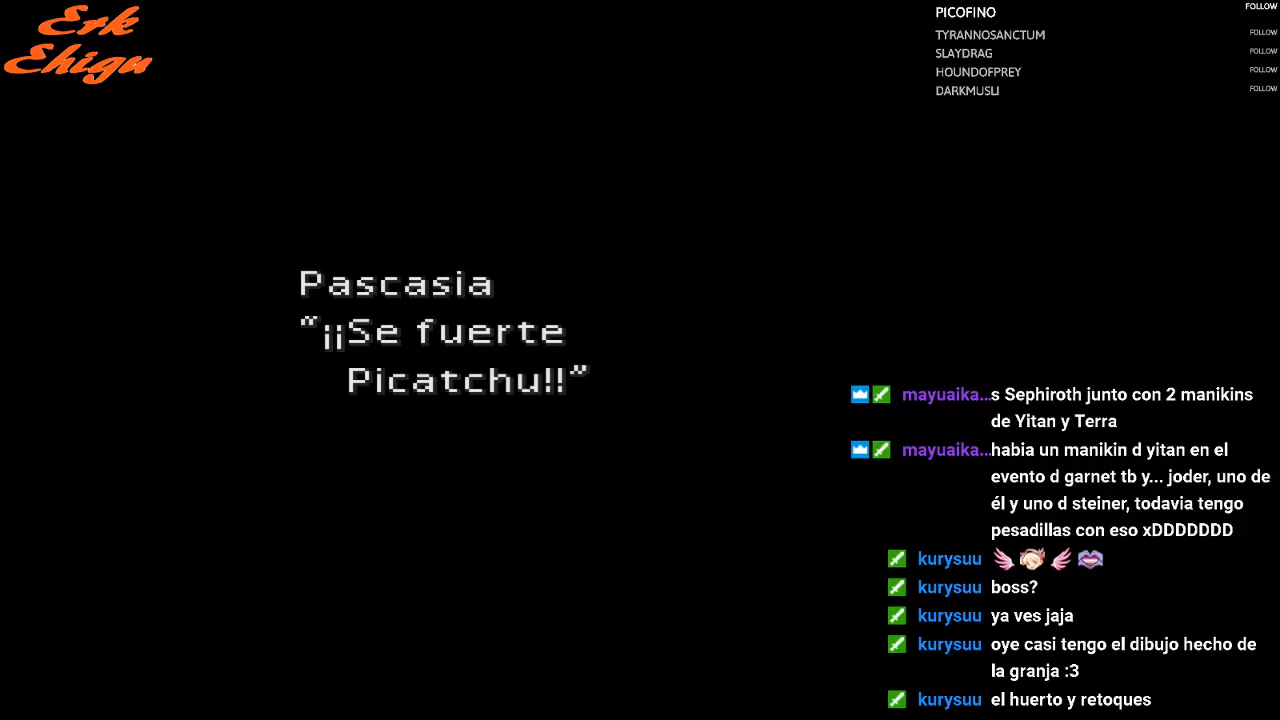 Erk
Ehigu
PICOFINO FOLLOW
TYRANNOSANCTUM FOLLOW
SLAYDRAG FOLLOW
HOUNDOFPREY FOLLOW
DARKMUSLI FOLLOW
Pascasia
“¡¡Se fuerte
Picatchu!!”
mayuaika...s Sephiroth junto con 2 manikins
de Yitan y Terra
mayuaika...habia un manikin d yitan en el
evento d garnet tb y... joder, uno de
él y uno d steiner, todavia tengo
pesadillas con eso xDDDDDDD
kurysuu
kurysuu boss?
kurysuu ya ves jaja
kurysuu oye casi tengo el dibujo hecho de
la granja :3
kurysuu el huerto y retoques